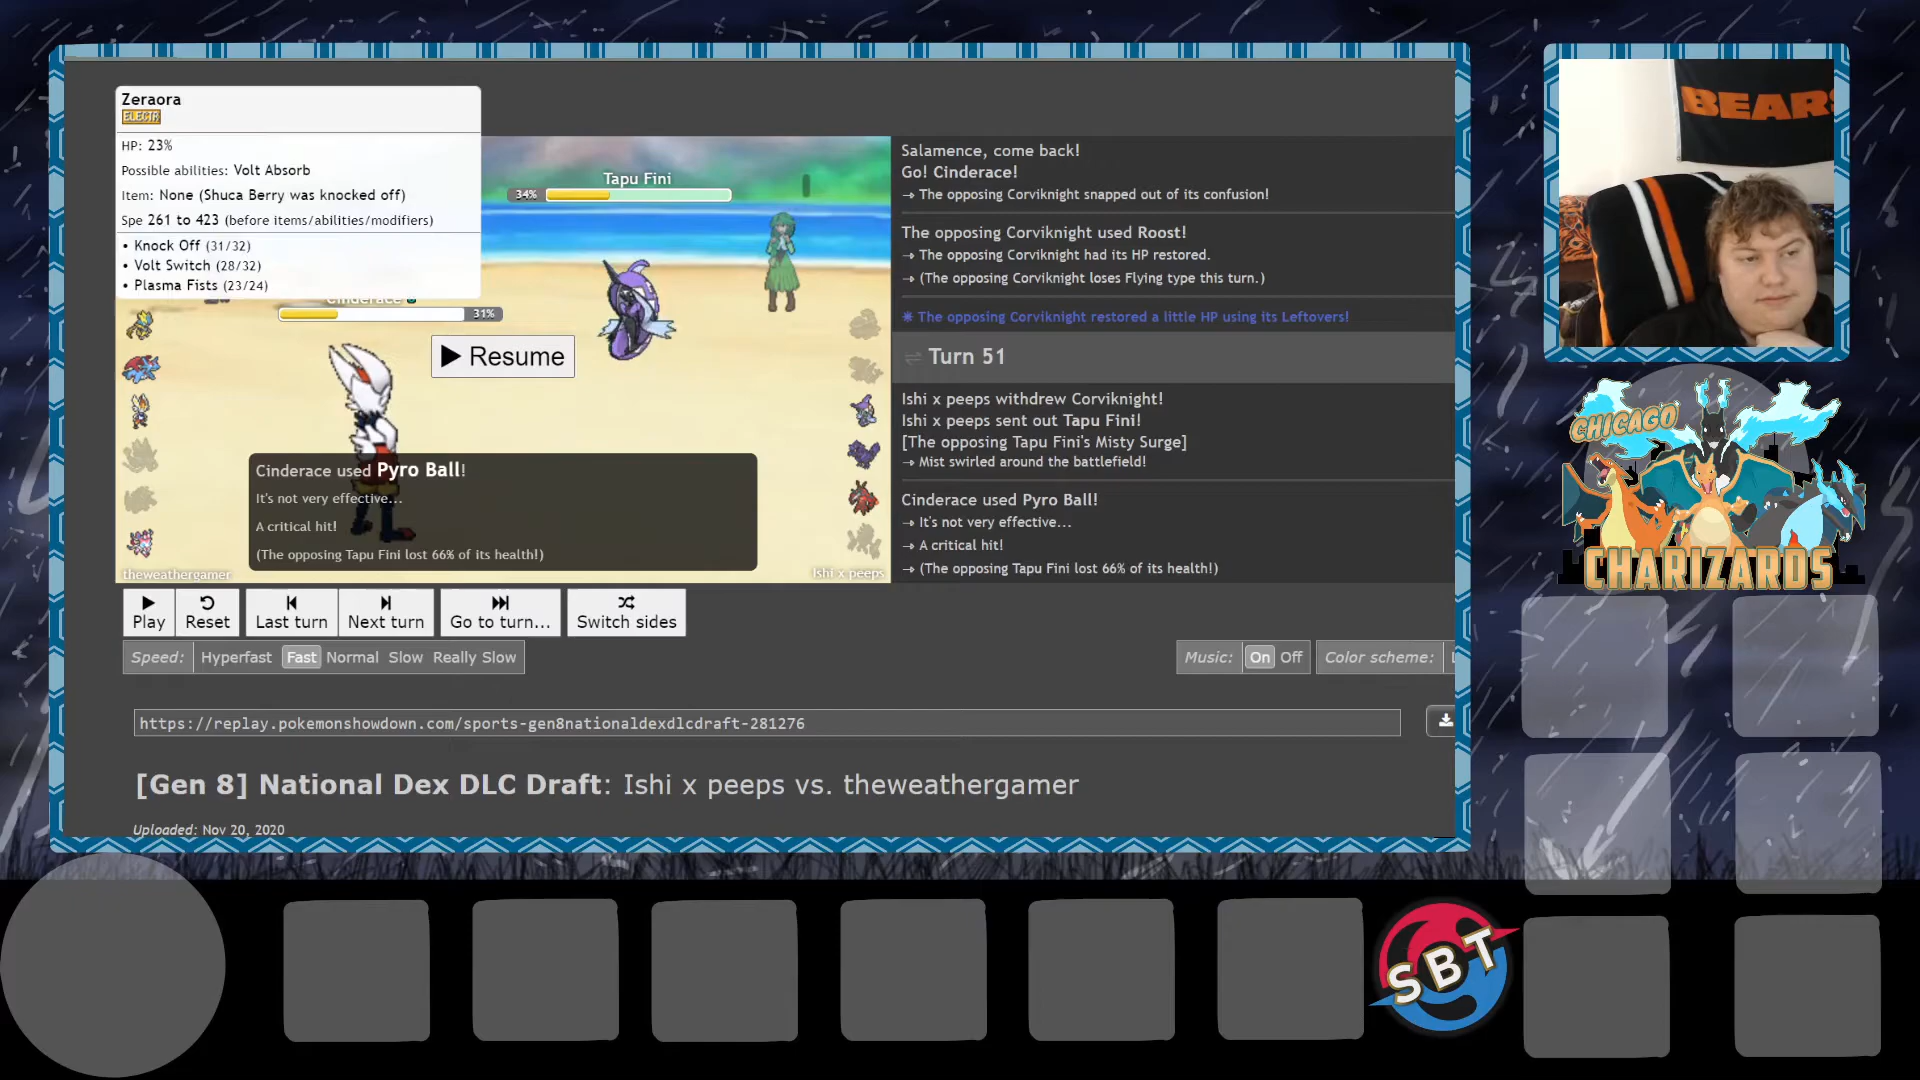 Zeraora
ELECTR
HP: 23%
Possible abilities: Volt Absorb
Item: None (Shuca Berry was knocked off)
Spe 261 to 423 (before items/abilities/modifiers)
• Knock Off (31/32)
• Volt Switch (28/32)
• Plasma Fists (23/24)
Tapu Fini
34%
Cinderace
31%
Resume
Cinderace used Pyro Ball!
It's not very effective...
A critical hit!
(The opposing Tapu Fini lost 66% of its health!)
theweathergamer
Ishi x peeps
Salamence, come back!
Go! Cinderace!
→ The opposing Corviknight snapped out of its confusion!
The opposing Corviknight used Roost!
→ The opposing Corviknight had its HP restored.
→ (The opposing Corviknight loses Flying type this turn.)
The opposing Corviknight restored a little HP using its Leftovers!
Turn 51
Ishi x peeps withdrew Corviknight!
Ishi x peeps sent out Tapu Fini!
[The opposing Tapu Fini's Misty Surge]
→ Mist swirled around the battlefield!
Cinderace used Pyro Ball!
→ It's not very effective...
→ A critical hit!
→ (The opposing Tapu Fini lost 66% of its health!)
Play Reset Last turn Next turn Go to turn... Switch sides
Speed: Hyperfast Fast Normal Slow Really Slow
Music: On Off Color scheme:
https://replay.pokemonshowdown.com/sports-gen8nationaldexdlcdraft-281276
[Gen 8] National Dex DLC Draft: Ishi x peeps vs. theweathergamer
Uploaded: Nov 20, 2020
BEARS
CHICAGO
CHARIZARDS
SBT